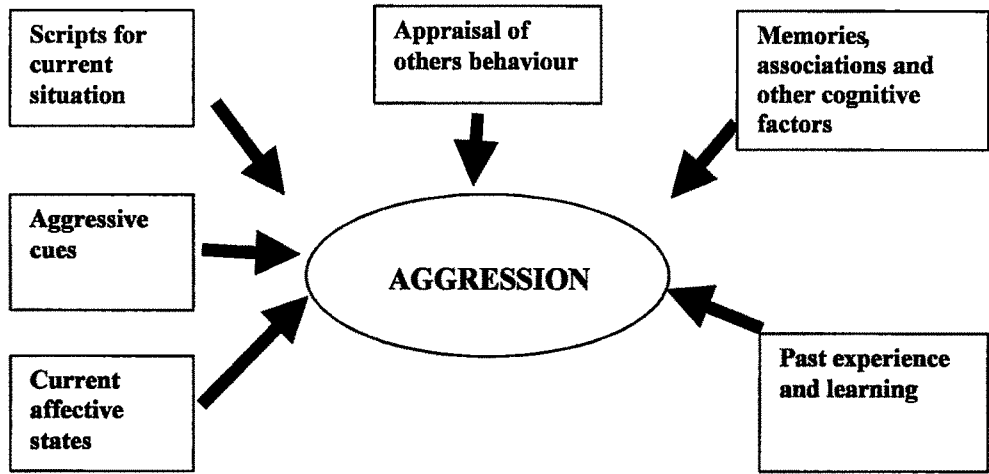 Scripts for
current
situation
Appraisal of
others behaviour
Memories,
associations and
other cognitive
factors
Aggressive
cues
AGGRESSION
Current
affective
states
Past experience
and learning